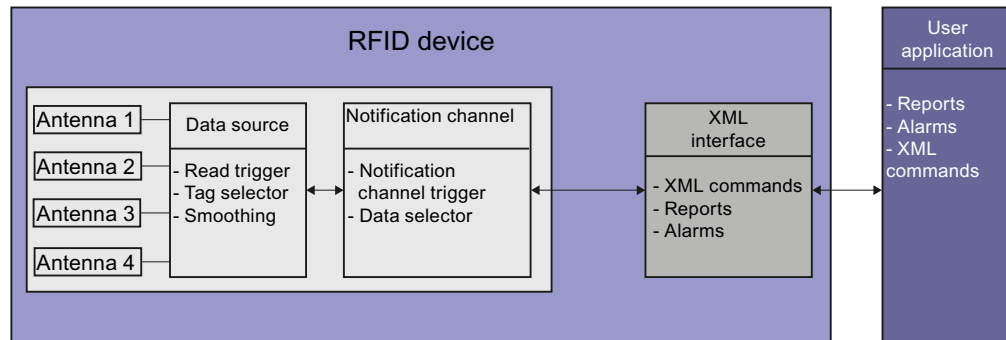 RFID device
Antenna 1
Antenna 2
Antenna 3
Antenna 4
Data source
- Read trigger
- Tag selector
- Smoothing
Notification channel
- Notification
channel trigger
- Data selector
XML
interface
- XML commands
- Reports
- Alarms
User
application
- Reports
- Alarms
- XML
commands